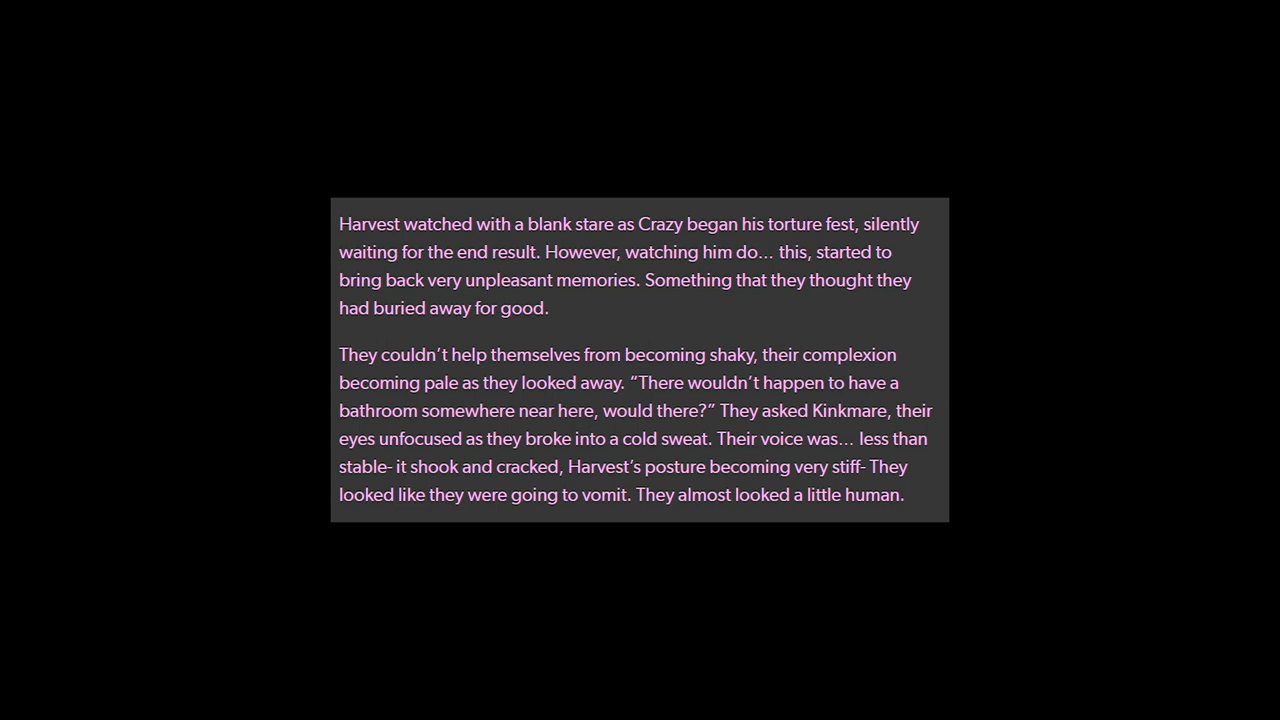 Harvest watched with a blank stare as Crazy began his torture fest, silently
waiting for the end result. However, watching him do... this, started to
bring back very unpleasant memories. Something that they thought they
had buried away for good.
They couldn't help themselves from becoming shaky, their complexion
becoming pale as they looked away. “There wouldn't happen to have a
bathroom somewhere near here, would there?” They asked Kinkmare, their
eyes unfocused as they broke into a cold sweat. Their voice was... less than
stable- it shook and cracked, Harvest's posture becoming very stiff- They
looked like they were going to vomit. They almost looked a little human.